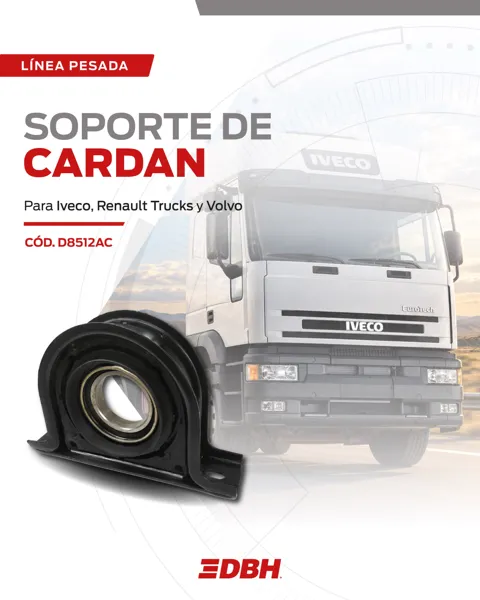 LÍNEA PESADA
SOPORTE DE
CARDAN
Para Iveco, Renault Trucks y Volvo
CÓD. D8512AC
IVECO
EuroTech
IVECO
DBH